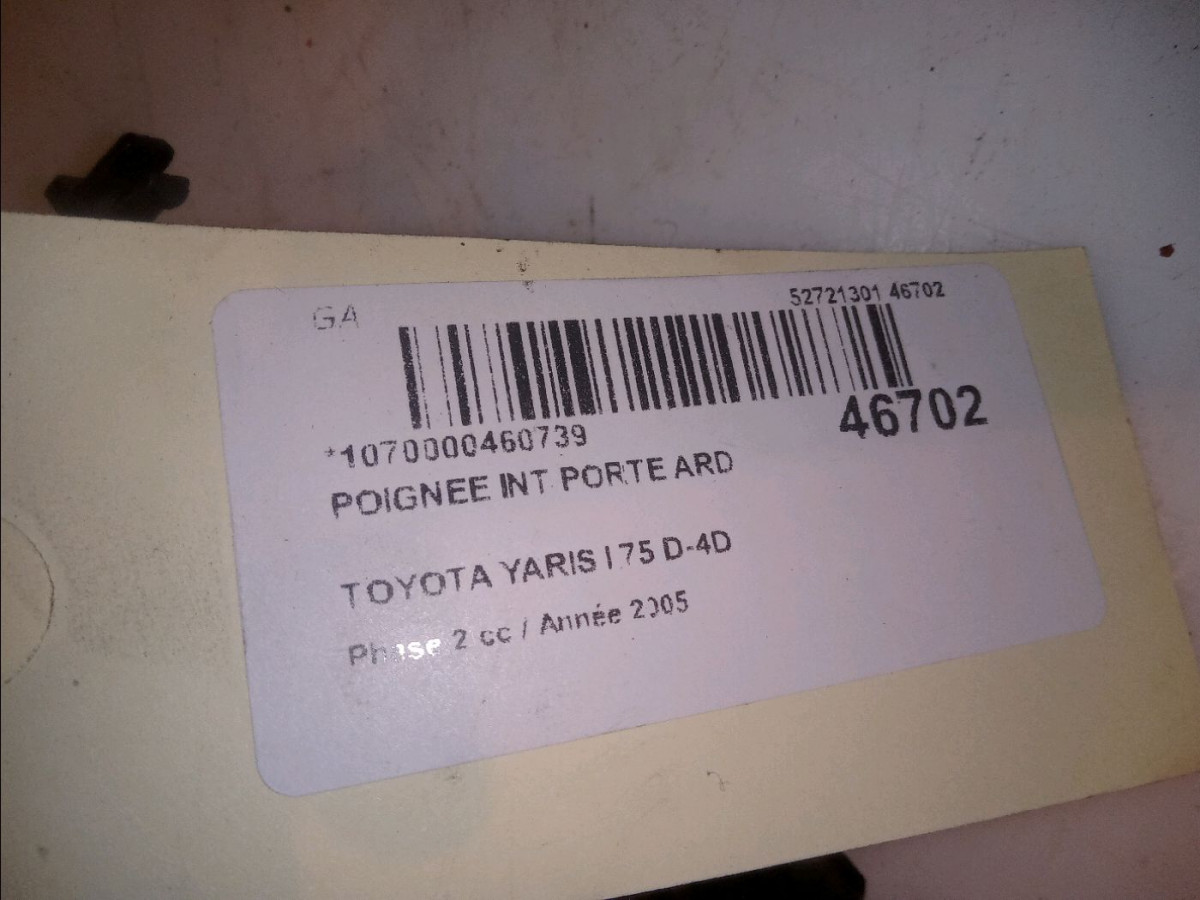 GA
52721301 46702
*1070000460739
46702
POIGNEE INT PORTE ARD
TOYOTA YARIS I 75 D-4D
Phase 2 cc / Année 2005